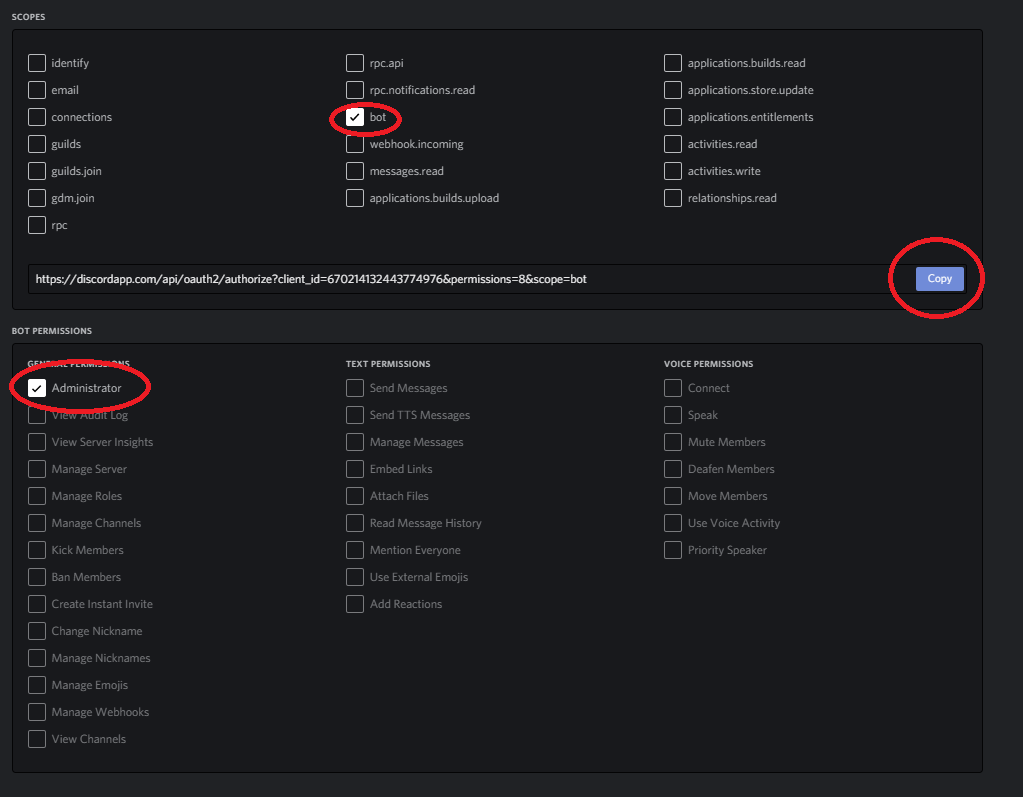 SCOPES
identify
rpc.api
applications.builds.read
email
rpc.notifications.read
applications.store.update
connections
bot
applications.entitlements
guilds
webhook.incoming
activities.read
guilds.join
messages.read
activities.write
gdm.join
applications.builds.upload
relationships.read
rpc
https://discordapp.com/api/oauth2/authorize?client_id=670214132443774976&permissions=8&scope=bot
Copy
BOT PERMISSIONS
GENERAL PERMISSIONS
Administrator
View Audit Log
View Server Insights
Manage Server
Manage Roles
Manage Channels
Kick Members
Ban Members
Create Instant Invite
Change Nickname
Manage Nicknames
Manage Emojis
Manage Webhooks
View Channels
TEXT PERMISSIONS
Send Messages
Send TTS Messages
Manage Messages
Embed Links
Attach Files
Read Message History
Mention Everyone
Use External Emojis
Add Reactions
VOICE PERMISSIONS
Connect
Speak
Mute Members
Deafen Members
Move Members
Use Voice Activity
Priority Speaker